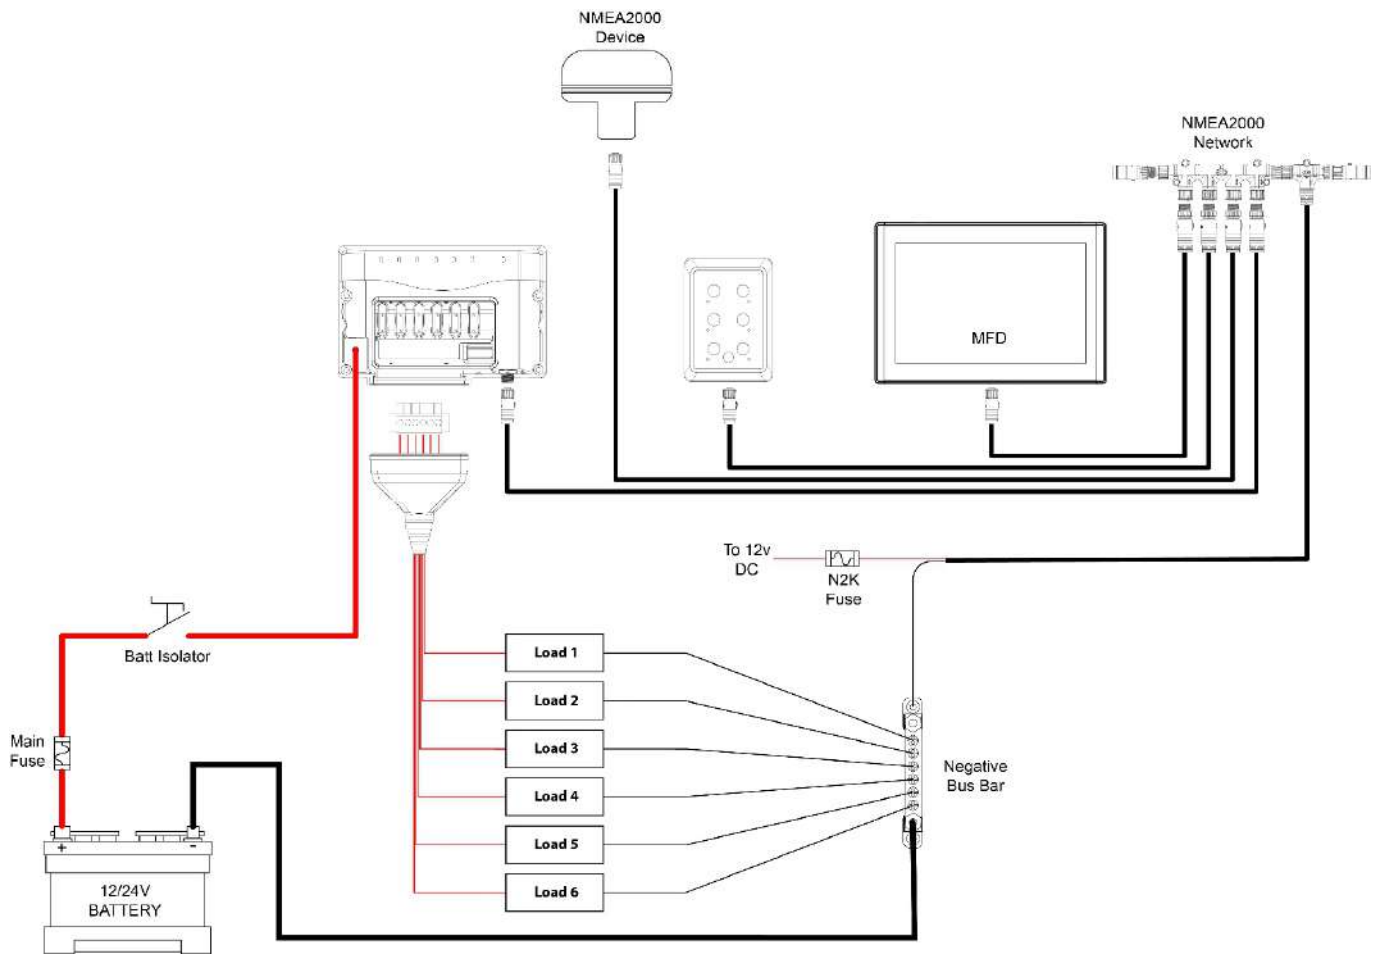 NMEA2000
Device
NMEA2000
Network
MFD
To 12v
DC
N2K
Fuse
Batt Isolator
Load 1
Load 2
Load 3
Load 4
Load 5
Load 6
Main
Fuse
Negative
Bus Bar
+
-
12/24V
BATTERY